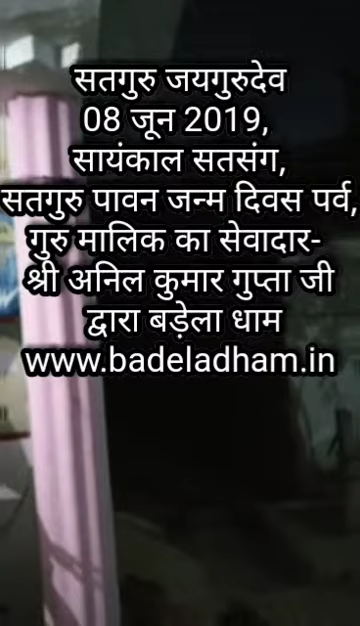 सतगुरु जयगुरुदेव
08 जून 2019,
सायंकाल सतसंग,
सतगुरु पावन जन्म दिवस पर्व,
गुरु मालिक का सेवादार-
श्री अनिल कुमार गुप्ता जी
द्वारा बड़ेला धाम
www.badeladham.in